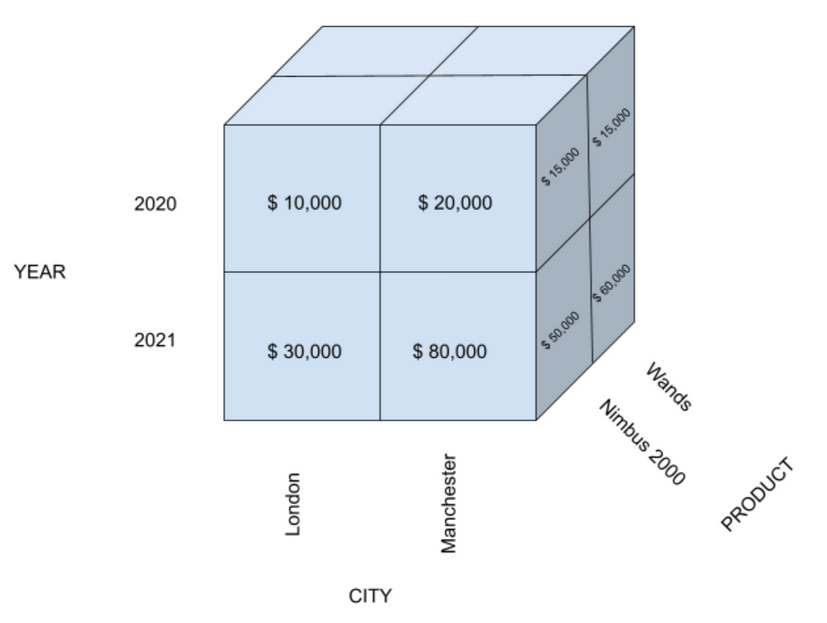 $ 15,000
$ 15,000
2020
$ 10,000
$ 20,000
YEAR
$ 60,000
$ 50,000
2021
$ 30,000
$ 80,000
Wands
Nimbus 2000
PRODUCT
London
Manchester
CITY